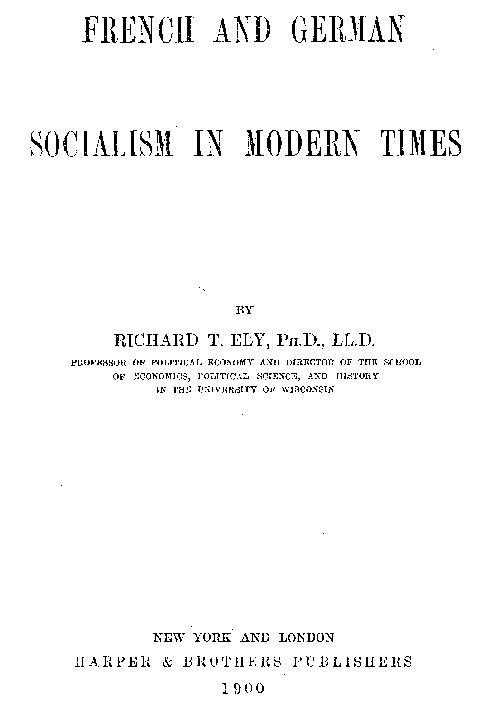 FRENCH AND GERMAN
SOCIALISM IN MODERN TIMES
BY
RICHARD T. ELY, PH.D., LL.D.
PROFESSOR OF POLITICAL ECONOMY AND DIRECTOR OF THE SCHOOL
OF ECONOMICS, POLITICAL SCIENCE, AND HISTORY
IN THE UNIVERSITY OF WISCONSIN
NEW YORK AND LONDON
HARPER & BROTHERS PUBLISHERS
1900